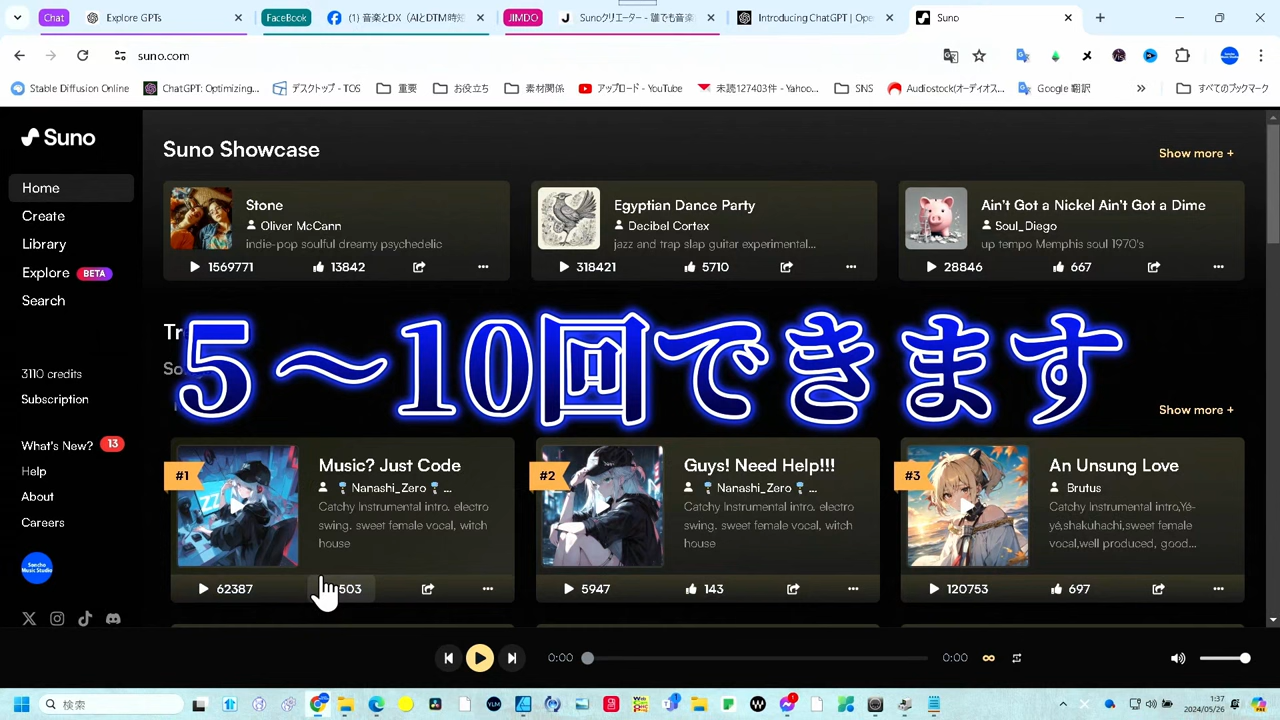 Chat
Explore GPTs
FaceBook
(1) 音楽とDX（AIとDTM時短
JIMDO
Sunoクリエーター - 誰でも音楽
Introducing ChatGPT | Ope
Suno
suno.com
Stable Diffusion Online
ChatGPT: Optimizing...
デスクトップ - TOS
重要
お役立ち
素材関係
アップロード - YouTube
未読127403件 - Yahoo...
SNS
Audiostock(オーディオス...
Google 翻訳
»
すべてのブックマーク
Suno
Home
Create
Library
Explore BETA
Search
3110 credits
Subscription
What's New? 13
Help
About
Careers
Suno Showcase
Show more +
Stone
Oliver McCann
indie-pop soulful dreamy psychedelic
1569771 13842
Egyptian Dance Party
Decibel Cortex
jazz and trap slap guitar experimental...
318421 5710
Ain't Got a Nickel Ain't Got a Dime
Soul_Diego
up tempo Memphis soul 1970's
28846 667
5～10回できます
Show more +
#1
Music? Just Code
Nanashi_Zero ...
Catchy Instrumental intro. electro
swing. sweet female vocal, witch
house
62387 503
#2
Guys! Need Help!!!
Nanashi_Zero ...
Catchy Instrumental intro. electro
swing. sweet female vocal, witch
house
5947 143
#3
An Unsung Love
Brutus
Catchy Instrumental intro,Yé-
yé,shakuhachi,sweet female
vocal,well produced, good...
120753 697
0:00
0:00
検索
1:37
2024/05/26